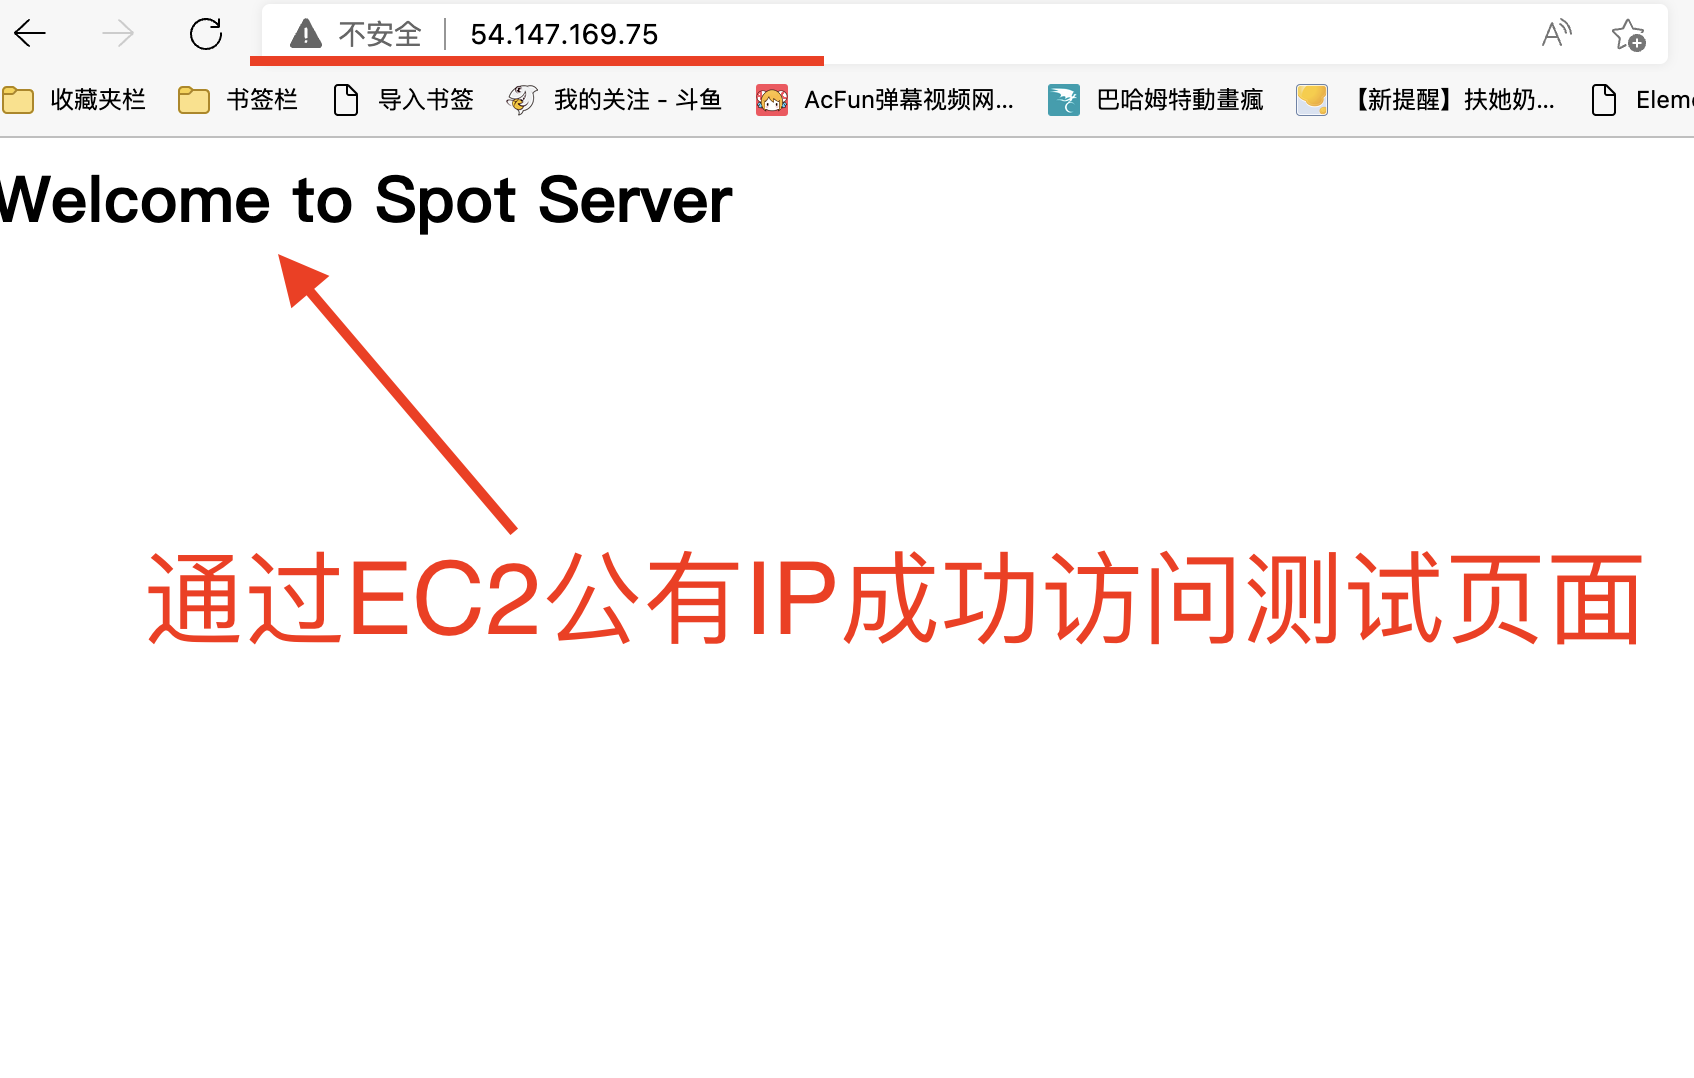 不安全 54.147.169.75
收藏夹栏 书签栏 导入书签 我的关注 - 斗鱼 AcFun弹幕视频网... 巴哈姆特動畫瘋 【新提醒】扶她奶... Elem
Welcome to Spot Server
通过EC2公有IP成功访问测试页面